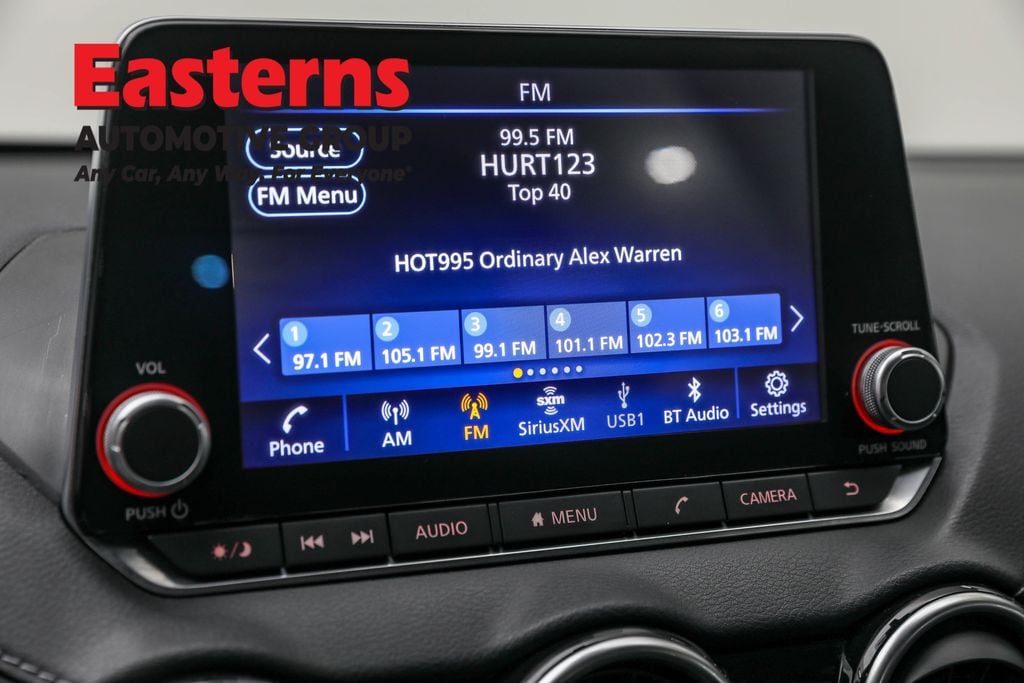 Easterns
AUTOMOTIVE GROUP
Any Car, Any Way, For Everyone®
FM
99.5 FM
HURT123
Top 40
Source
FM Menu
HOT995 Ordinary Alex Warren
1 97.1 FM
2 105.1 FM
3 99.1 FM
4 101.1 FM
5 102.3 FM
6 103.1 FM
Phone
AM
FM
sxm
SiriusXM
USB1
BT Audio
Settings
VOL
PUSH
TUNE·SCROLL
PUSH SOUND
AUDIO
MENU
CAMERA